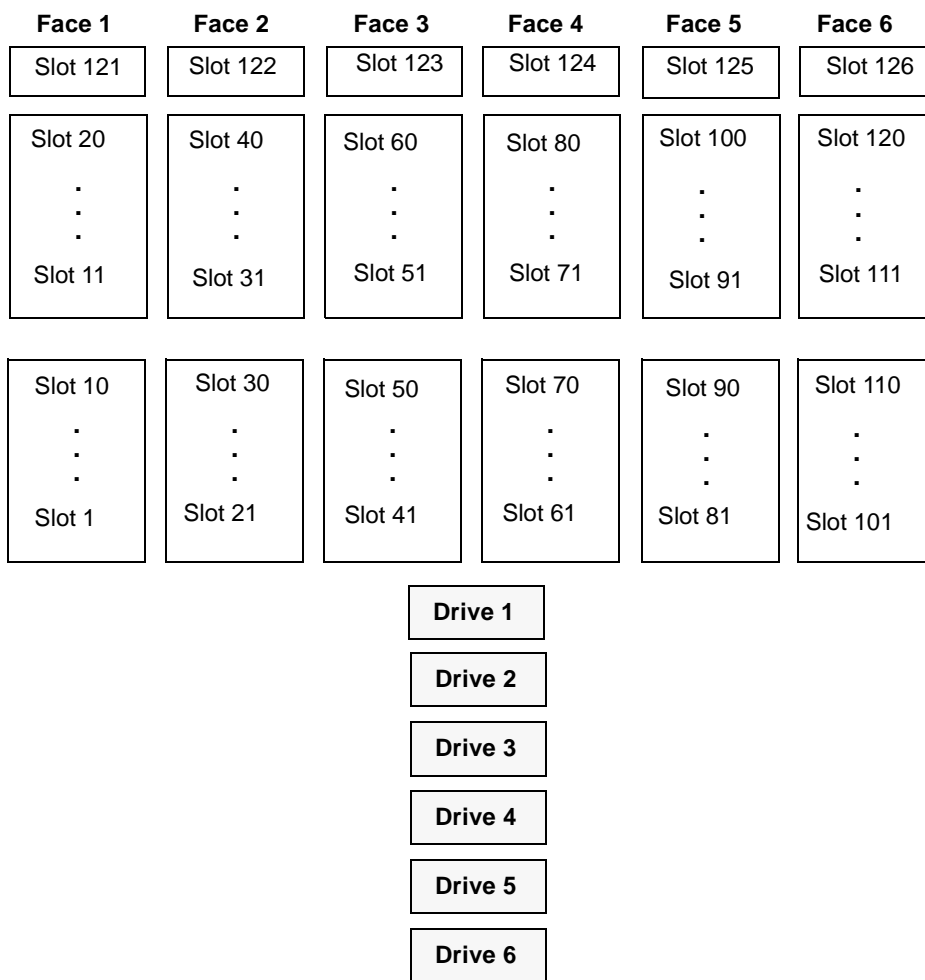 Face 1 Face 2 Face 3 Face 4 Face 5 Face 6
Slot 121 Slot 122 Slot 123 Slot 124 Slot 125 Slot 126
Slot 20 Slot 40 Slot 60 Slot 80 Slot 100 Slot 120
. . . . . .
. . . . . .
. . . . . .
Slot 11 Slot 31 Slot 51 Slot 71 Slot 91 Slot 111
Slot 10 Slot 30 Slot 50 Slot 70 Slot 90 Slot 110
. . . . . .
. . . . . .
. . . . . .
Slot 1 Slot 21 Slot 41 Slot 61 Slot 81 Slot 101
Drive 1
Drive 2
Drive 3
Drive 4
Drive 5
Drive 6